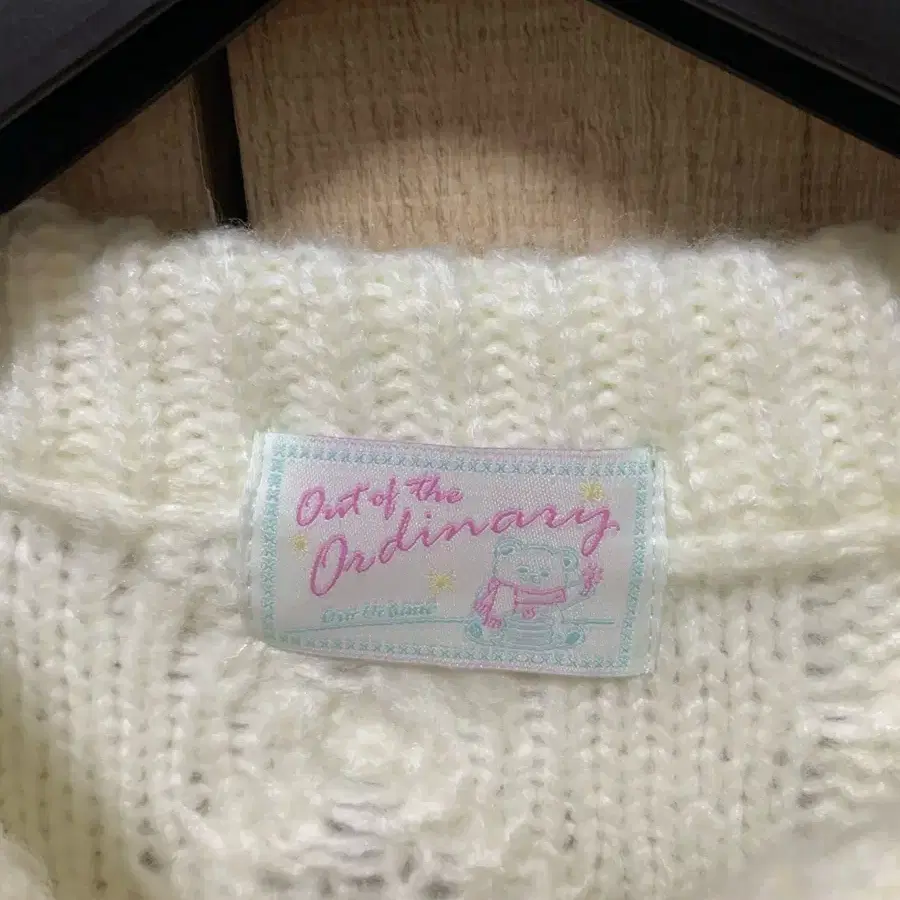 Out of the
Ordinary